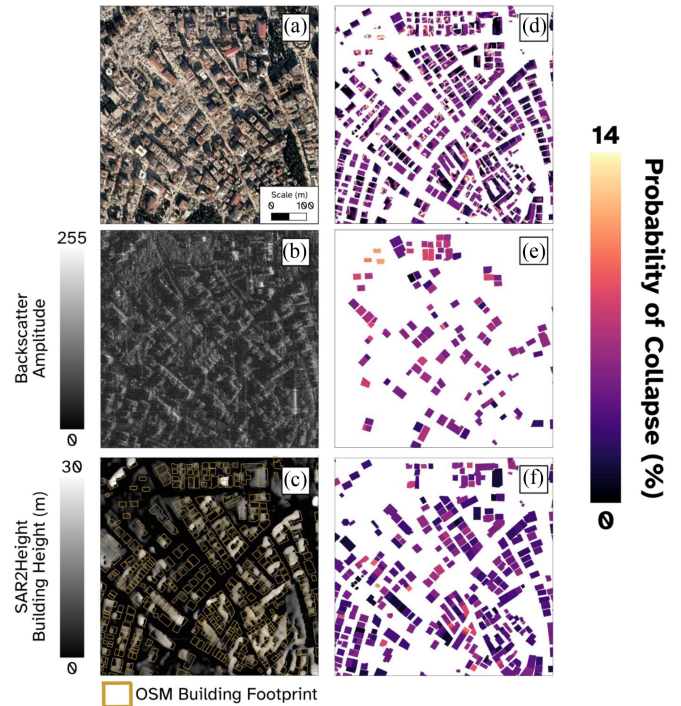 (a)
(d)
Scale (m)
0 100
255
Backscatter
Amplitude
0
(b)
(e)
14
Probability of Collapse (%)
0
30
SAR2Height
Building Height (m)
0
(c)
(f)
OSM Building Footprint